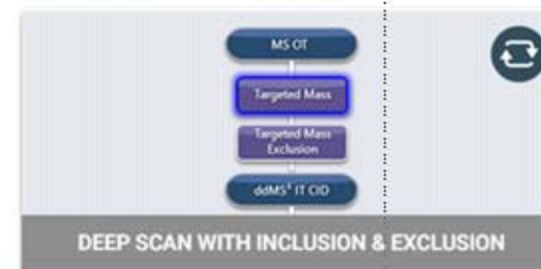 MS OT
Targeted Mass
Targeted Mass
Exclusion
ddMS² IT CID
DEEP SCAN WITH INCLUSION & EXCLUSION